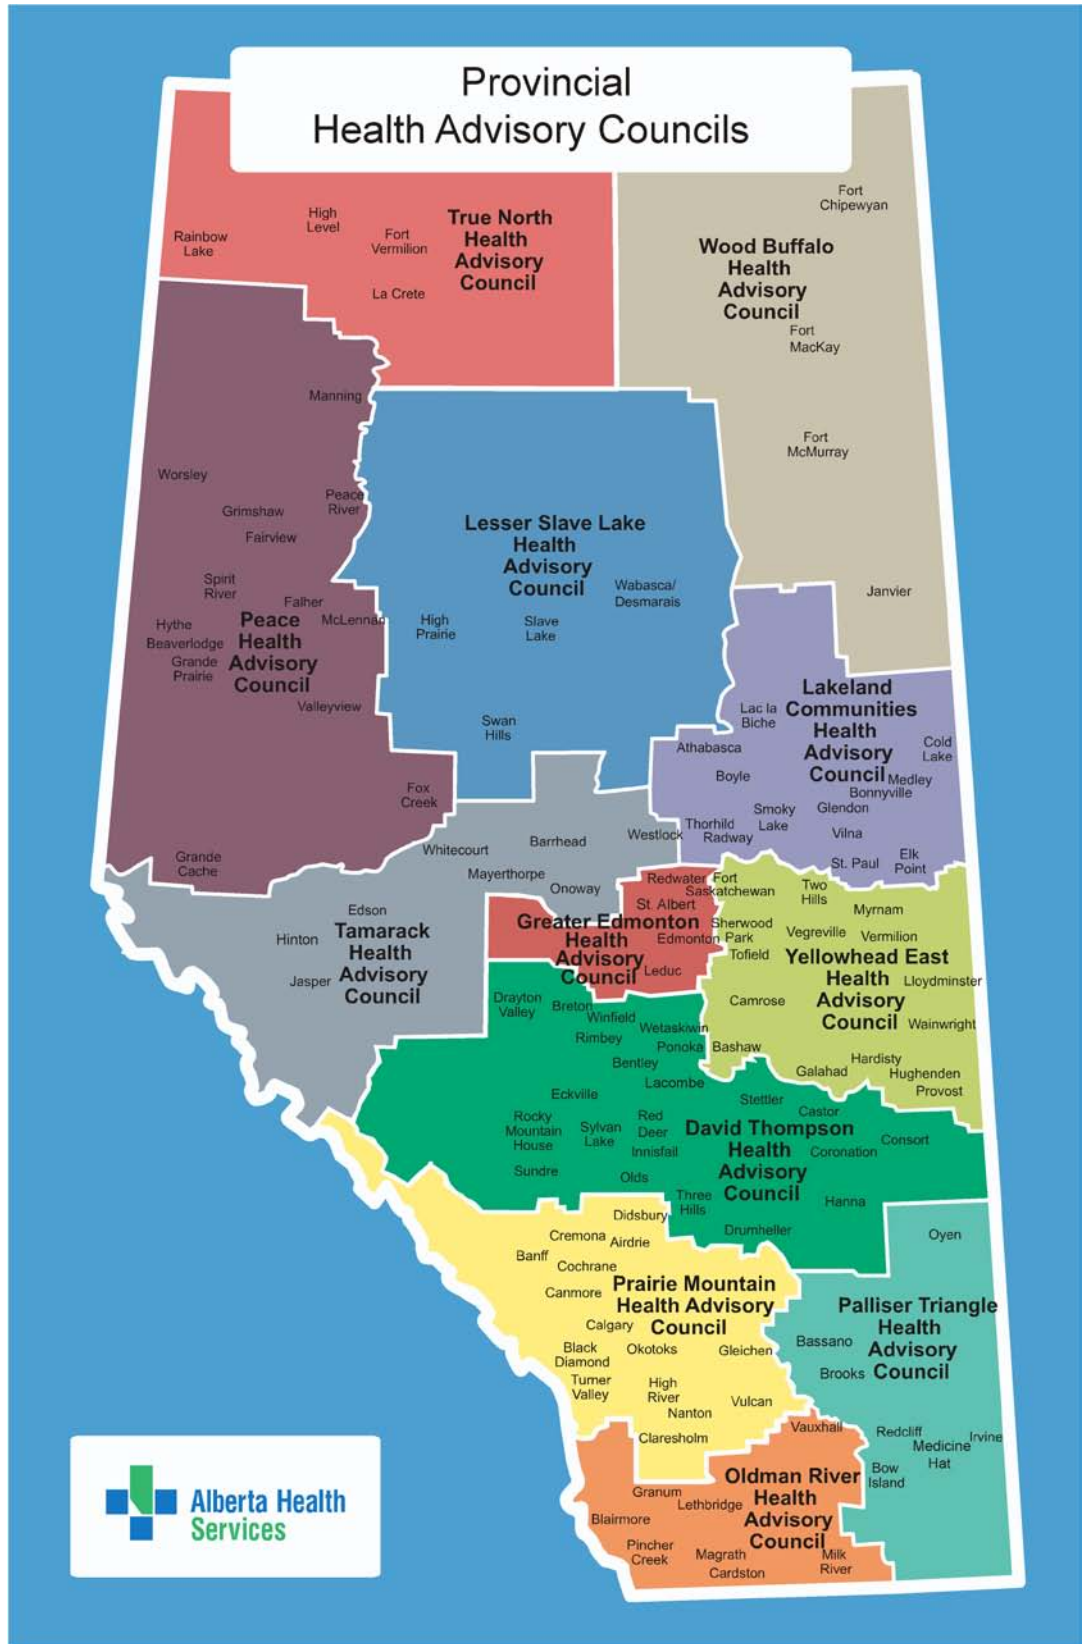 Provincial
Health Advisory Councils
Rainbow
Lake
High
Level
Fort
Vermilion
La Crete
True North
Health
Advisory
Council
Fort
Chipewyan
Wood Buffalo
Health
Advisory
Council
Fort
MacKay
Fort
McMurray
Janvier
Manning
Worsley
Peace
River
Grimshaw
Fairview
Spirit
River
Falher
McLennan
Hythe
Beaverlodge
Grande
Prairie
Peace
Health
Advisory
Council
Valleyview
Fox
Creek
Grande
Cache
Lesser Slave Lake
Health
Advisory
Council
Wabasca/
Desmarais
High
Prairie
Slave
Lake
Swan
Hills
Lakeland
Communities
Health
Advisory
Council
Lac la
Biche
Athabasca
Boyle
Cold
Lake
Medley
Bonnyville
Glendon
Smoky
Lake
Thorhild
Radway
Vilna
St. Paul
Elk
Point
Whitecourt
Barrhead
Westlock
Mayerthorpe
Onoway
Edson
Hinton
Jasper
Tamarack
Health
Advisory
Council
Redwater
St. Albert
Greater Edmonton
Health
Advisory
Council
Edmonton
Leduc
Fort
Saskatchewan
Two
Hills
Myrnam
Sherwood
Park
Vegreville
Vermilion
Tofield
Yellowhead East
Health
Advisory
Council
Lloydminster
Camrose
Wainwright
Bashaw
Hardisty
Galahad
Hughenden
Provost
Drayton
Valley
Breton
Winfield
Wetaskiwin
Rimbey
Ponoka
Bentley
Lacombe
Eckville
Stettler
Castor
Rocky
Mountain
House
Sylvan
Lake
Red
Deer
Innisfail
David Thompson
Health
Advisory
Council
Coronation
Consort
Sundre
Olds
Three
Hills
Hanna
Drumheller
Didsbury
Cremona
Airdrie
Banff
Cochrane
Canmore
Prairie Mountain
Health Advisory
Council
Calgary
Black
Diamond
Okotoks
Gleichen
Turner
Valley
High
River
Nanton
Vulcan
Claresholm
Oyen
Palliser Triangle
Health
Advisory
Council
Bassano
Brooks
Redcliff
Medicine
Hat
Irvine
Bow
Island
Vauxhall
Oldman River
Health
Advisory
Council
Granum
Lethbridge
Blairmore
Pincher
Creek
Magrath
Cardston
Milk
River
Alberta Health
Services